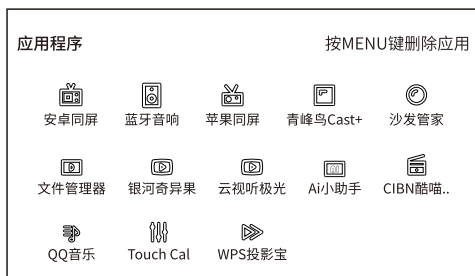 应用程序
按MENU键删除应用
安卓同屏 蓝牙音响 苹果同屏 青峰鸟Cast+ 沙发管家
文件管理器 银河奇异果 云视听极光 Ai小助手 CIBN酷喵..
QQ音乐 Touch Cal WPS投影宝